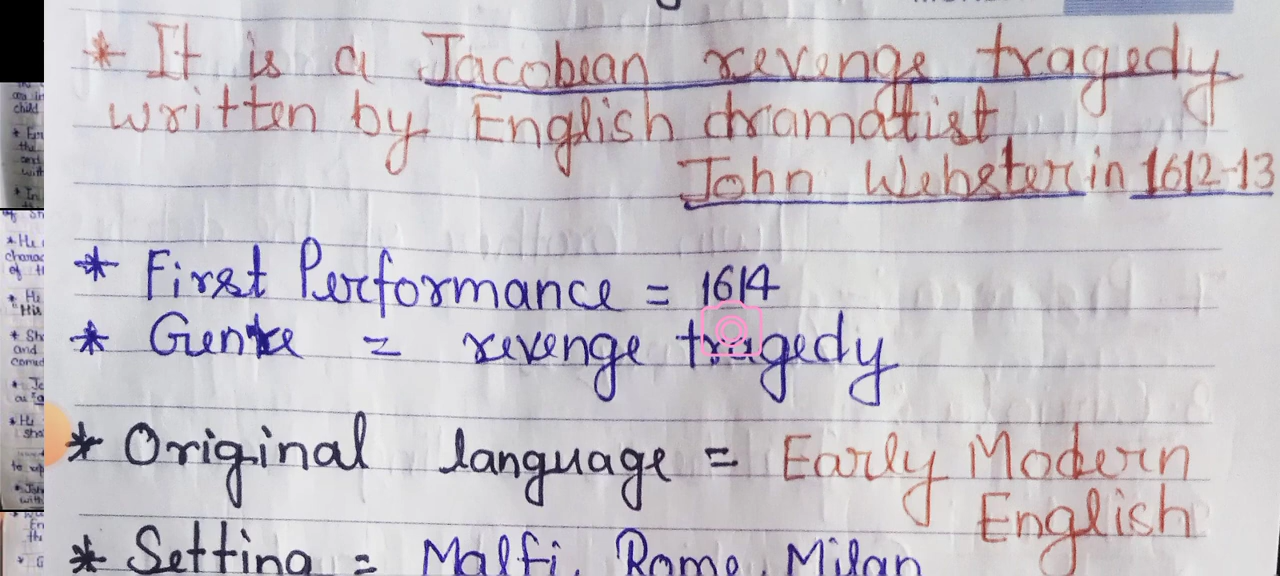 * It is a Jacobean revenge tragedy
written by English dramatist
John Webster in 1612-13
* First Performance = 1614
* Genre = revenge tragedy
* Original language = Early Modern
English
* Setting = Malfi, Rome, Milan